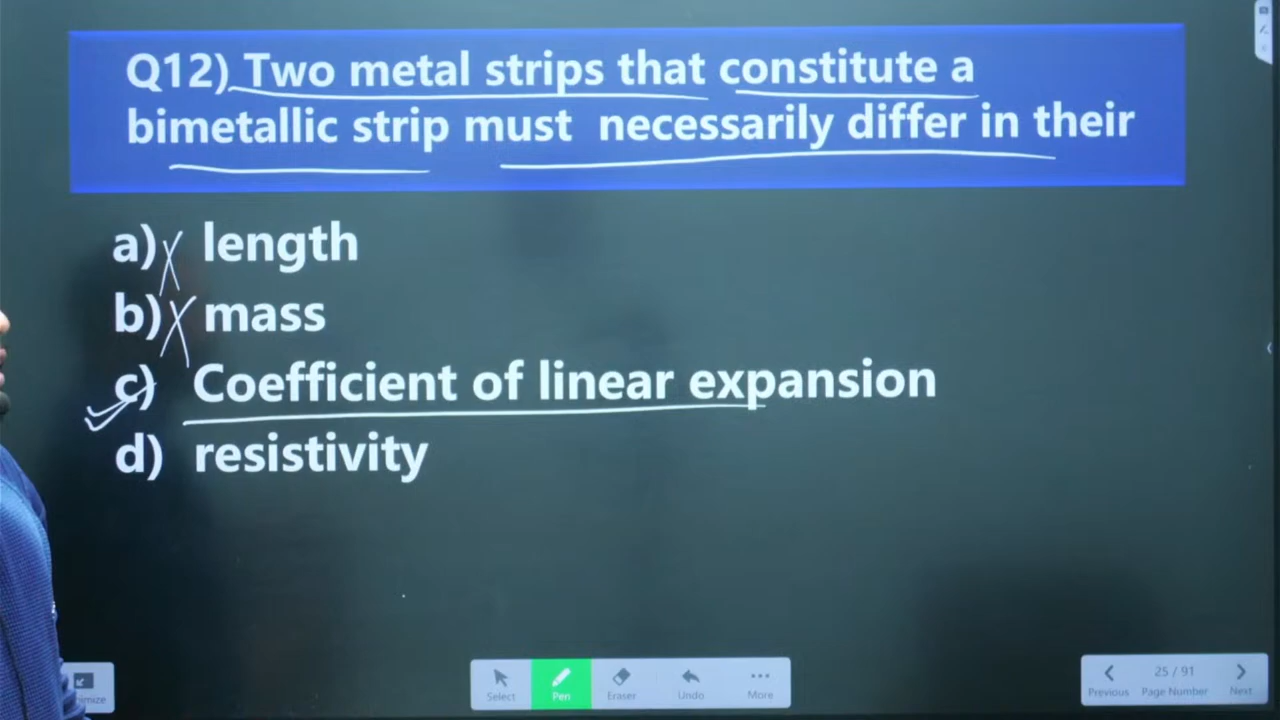 Q12) Two metal strips that constitute a
bimetallic strip must necessarily differ in their
a) length
b) mass
c) Coefficient of linear expansion
d) resistivity
Select
Pen
Eraser
Undo
More
25 / 91
Previous Page Number Next